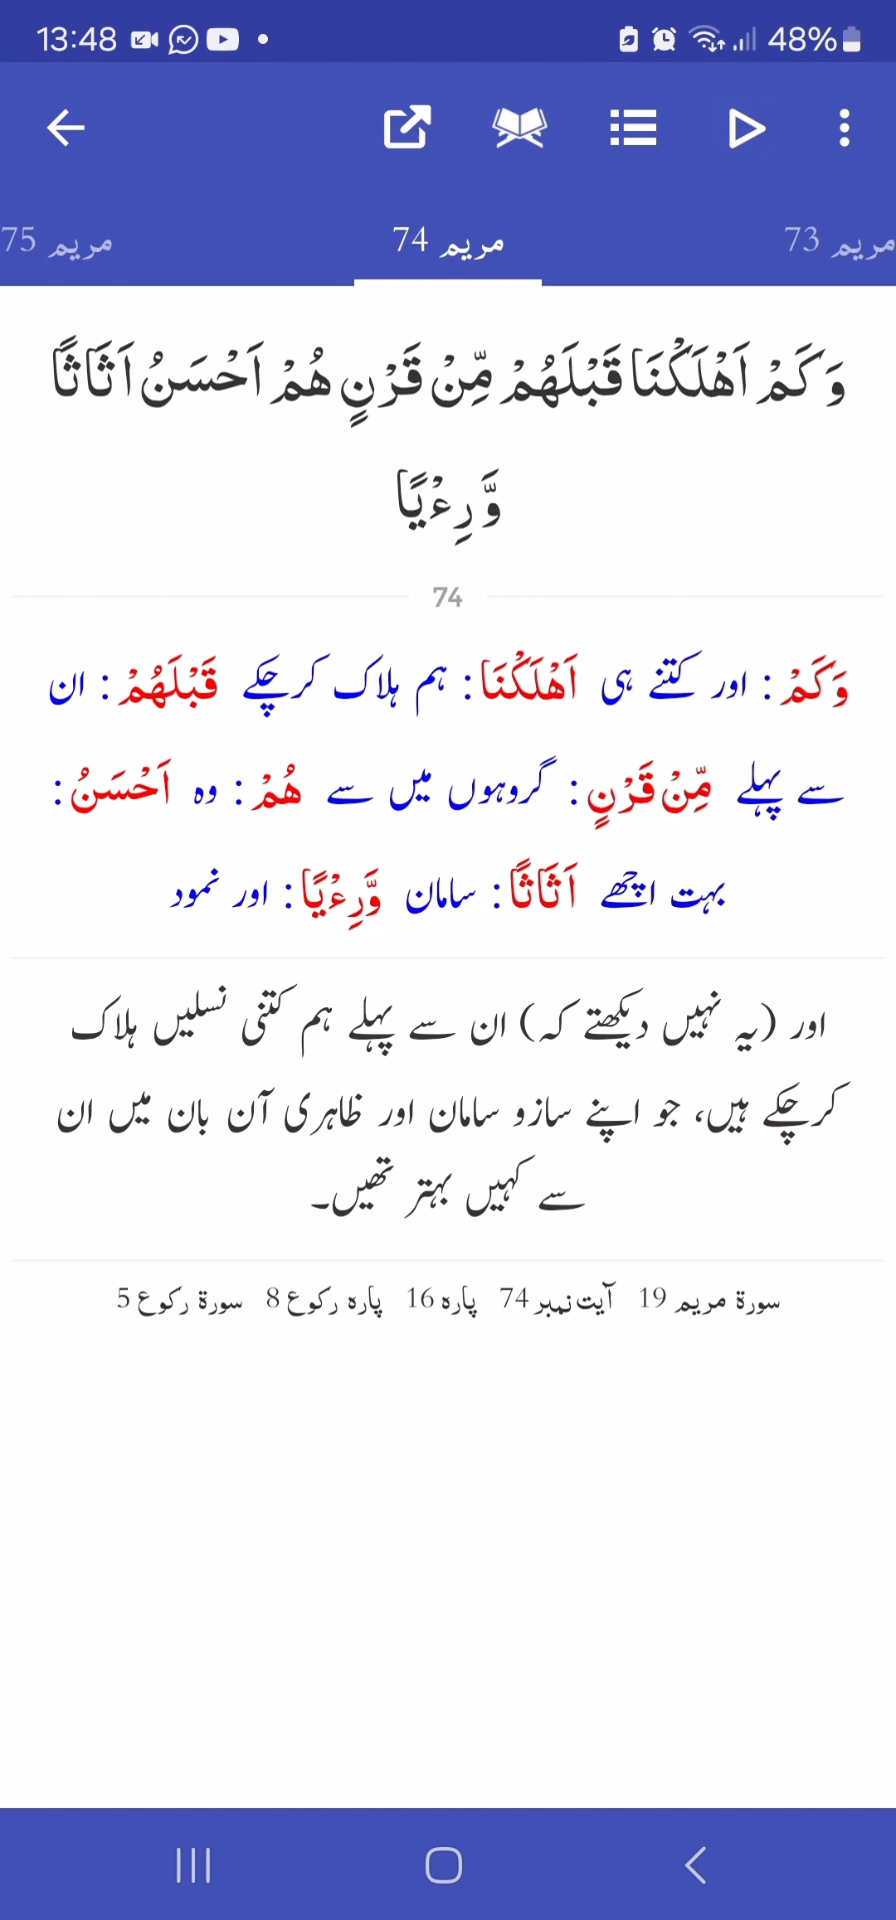 13:48 48%
مریم 73 مریم 74 مریم 75
وَكَمْ اَهْلَكْنَا قَبْلَهُمْ مِّنْ قَرْنٍ هُمْ اَحْسَنُ اَثَاثًا
وَّرِءْيًا
74
وَكَمْ : اور کتنے ہی اَهْلَكْنَا : ہم ہلاک کرچکے قَبْلَهُمْ : ان
سے پہلے مِّنْ قَرْنٍ : گروہوں میں سے هُمْ : وہ اَحْسَنُ :
بہت اچھے اَثَاثًا : سامان وَّرِءْيًا : اور نمود
اور (یہ نہیں دیکھتے کہ) ان سے پہلے ہم کتنی نسلیں ہلاک
کرچکے ہیں، جو اپنے سازو سامان اور ظاہری آن بان میں ان
سے کہیں بہتر تھیں۔
سورۃ مریم 19 آیت نمبر 74 پارہ 16 پارہ رکوع 8 سورۃ رکوع 5